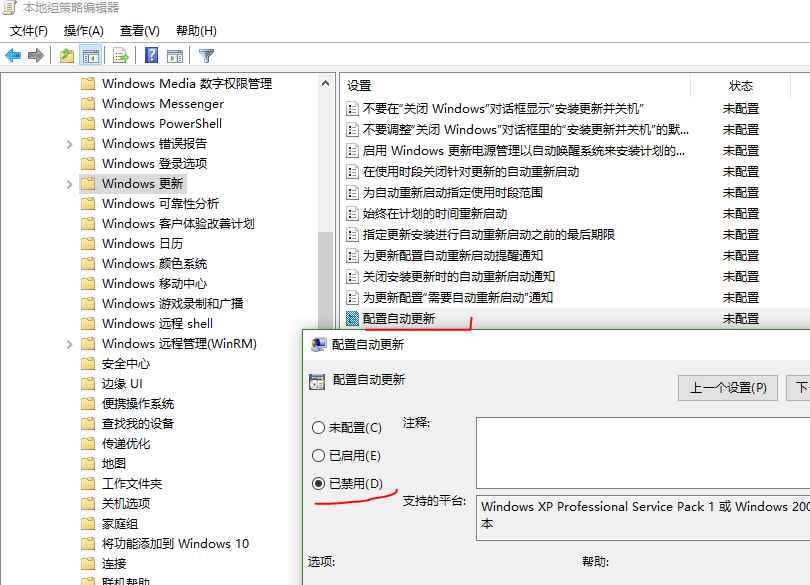 本地组策略编辑器
文件(F) 操作(A) 查看(V) 帮助(H)
Windows Media 数字权限管理
Windows Messenger
Windows PowerShell
Windows 错误报告
Windows 登录选项
Windows 更新
Windows 可靠性分析
Windows 客户体验改善计划
Windows 日历
Windows 颜色系统
Windows 移动中心
Windows 游戏录制和广播
Windows 远程 shell
Windows 远程管理(WinRM)
安全中心
边缘 UI
便携操作系统
查找我的设备
传递优化
地图
工作文件夹
关机选项
家庭组
将功能添加到 Windows 10
连接
联机帮助
设置 状态
不要在“关闭 Windows”对话框显示“安装更新并关机” 未配置
不要调整“关闭 Windows”对话框里的“安装更新并关机”的默... 未配置
启用 Windows 更新电源管理以自动唤醒系统来安装计划的... 未配置
在使用时段关闭针对更新的自动重新启动 未配置
为自动重新启动指定使用时段范围 未配置
始终在计划的时间重新启动 未配置
指定更新安装进行自动重新启动之前的最后期限 未配置
为更新配置自动重新启动提醒通知 未配置
关闭安装更新时的自动重新启动通知 未配置
为更新配置“需要自动重新启动”通知 未配置
配置自动更新 未配置
配置自动更新
配置自动更新
上一个设置(P) 下一
未配置(C) 注释:
已启用(E)
已禁用(D)
支持的平台:
Windows XP Professional Service Pack 1 或 Windows 200
本
选项: 帮助: